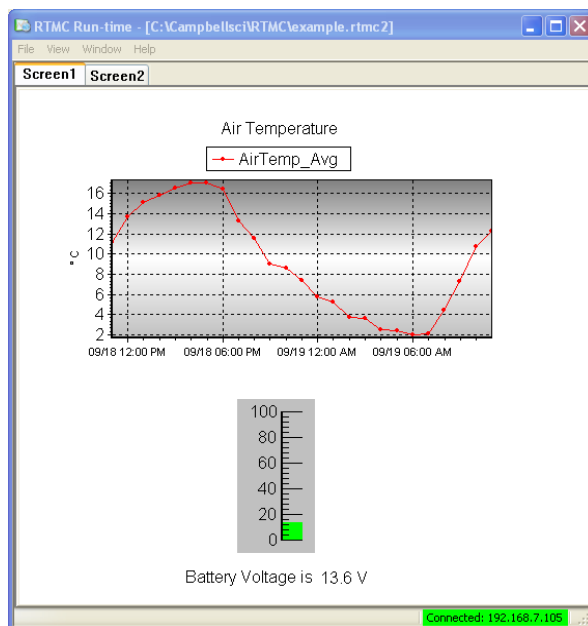 RTMC Run-time - [C:\Campbellsci\RTMC\example.rtmc2]
File View Window Help
Screen1 Screen2
Air Temperature
AirTemp_Avg
16
14
12
10
8
6
4
2
°C
09/18 12:00 PM 09/18 06:00 PM 09/19 12:00 AM 09/19 06:00 AM
100
80
60
40
20
0
Battery Voltage is 13.6 V
Connected: 192.168.7.105